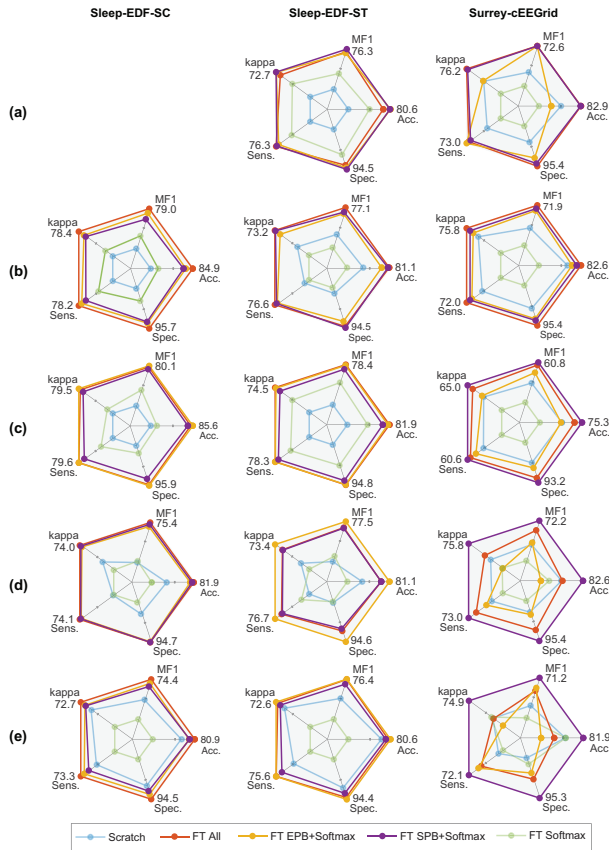 Sleep-EDF-SC Sleep-EDF-ST Surrey-cEEGrid
(a)
MF1
76.3
kappa
72.7
80.6
Acc.
76.3
Sens.
94.5
Spec.
MF1
72.6
kappa
76.2
82.9
Acc.
73.0
Sens.
95.4
Spec.
(b)
MF1
79.0
kappa
78.4
84.9
Acc.
78.2
Sens.
95.7
Spec.
MF1
77.1
kappa
73.2
81.1
Acc.
76.6
Sens.
94.5
Spec.
MF1
71.9
kappa
75.8
82.6
Acc.
72.0
Sens.
95.4
Spec.
(c)
MF1
80.1
kappa
79.5
85.6
Acc.
79.6
Sens.
95.9
Spec.
MF1
78.4
kappa
74.5
81.9
Acc.
78.3
Sens.
94.8
Spec.
MF1
60.8
kappa
65.0
75.3
Acc.
60.6
Sens.
93.2
Spec.
(d)
MF1
75.4
kappa
74.0
81.9
Acc.
74.1
Sens.
94.7
Spec.
MF1
77.5
kappa
73.4
81.1
Acc.
76.7
Sens.
94.6
Spec.
MF1
72.2
kappa
75.8
82.6
Acc.
73.0
Sens.
95.4
Spec.
(e)
MF1
74.4
kappa
72.7
80.9
Acc.
73.3
Sens.
94.5
Spec.
MF1
76.4
kappa
72.6
80.6
Acc.
75.6
Sens.
94.4
Spec.
MF1
71.2
kappa
74.9
81.9
Acc.
72.1
Sens.
95.3
Spec.
Scratch FT All FT EPB+Softmax FT SPB+Softmax FT Softmax